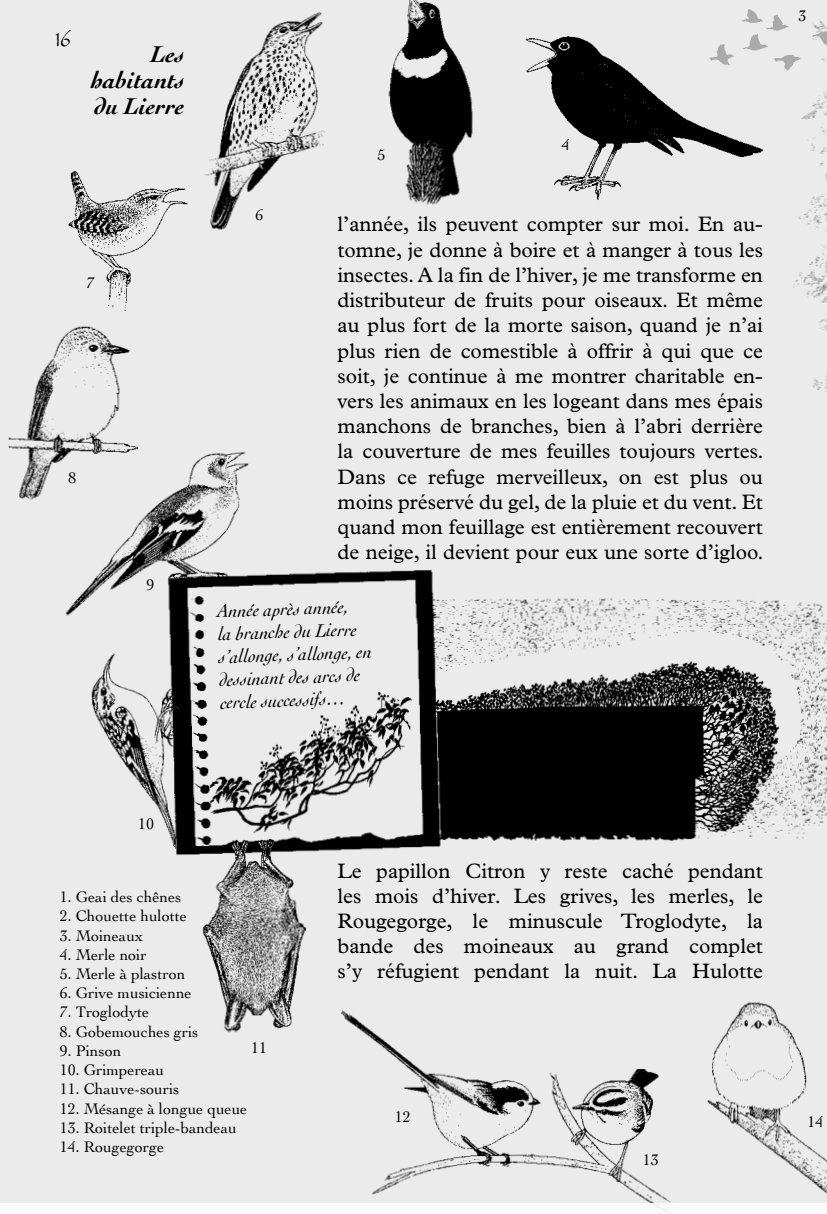 16
Les
habitants
du Lierre
3
4
5
6
7
8
9
l'année, ils peuvent compter sur moi. En au-
tomne, je donne à boire et à manger à tous les
insectes. A la fin de l'hiver, je me transforme en
distributeur de fruits pour oiseaux. Et même
au plus fort de la morte saison, quand je n'ai
plus rien de comestible à offrir à qui que ce
soit, je continue à me montrer charitable en-
vers les animaux en les logeant dans mes épais
manchons de branches, bien à l'abri derrière
la couverture de mes feuilles toujours vertes.
Dans ce refuge merveilleux, on est plus ou
moins préservé du gel, de la pluie et du vent. Et
quand mon feuillage est entièrement recouvert
de neige, il devient pour eux une sorte d'igloo.
Année après année,
la branche du Lierre
s'allonge, s'allonge, en
dessinant des arcs de
cercle successifs...
10
Le papillon Citron y reste caché pendant
les mois d'hiver. Les grives, les merles, le
Rougegorge, le minuscule Troglodyte, la
bande des moineaux au grand complet
s'y réfugient pendant la nuit. La Hulotte
1. Geai des chênes
2. Chouette hulotte
3. Moineaux
4. Merle noir
5. Merle à plastron
6. Grive musicienne
7. Troglodyte
8. Gobemouches gris
9. Pinson
10. Grimpereau
11. Chauve-souris
12. Mésange à longue queue
13. Roitelet triple-bandeau
14. Rougegorge
11
12
13
14